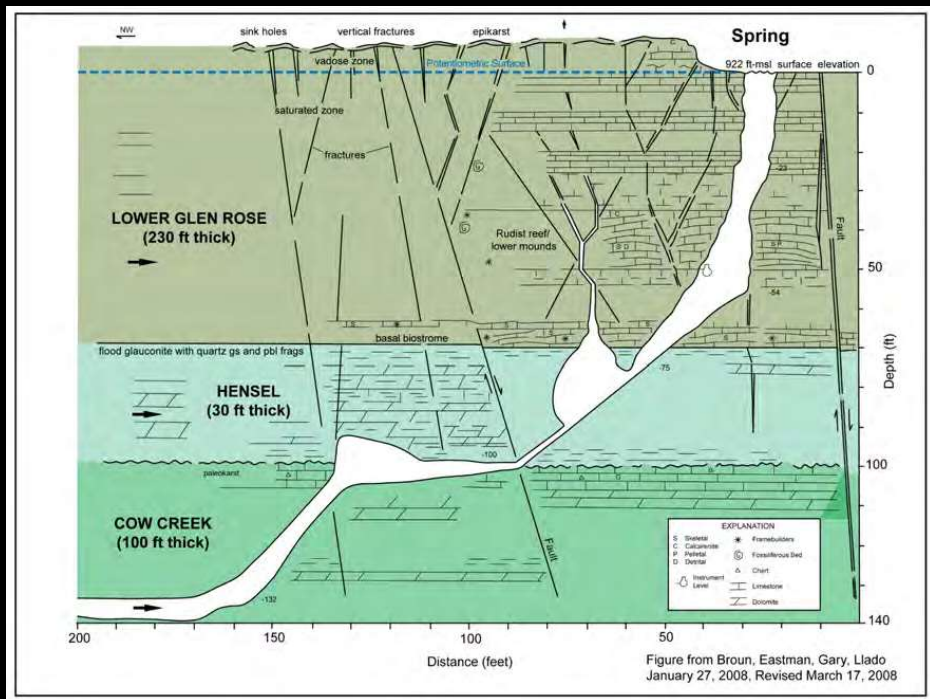 NW
sink holes
vertical fractures
epikarst
Spring
vadose zone
Potentiometric Surface
922 ft-msl surface elevation
0
saturated zone
fractures
-23
LOWER GLEN ROSE
(230 ft thick)
Rudist reef/
lower mounds
C
S D
S P
Fault
50
-54
S
basal biostrome
flood glauconite with quartz gs and pbl frags
Depth (ft)
-75
HENSEL
(30 ft thick)
-100
100
paleokarst
COW CREEK
(100 ft thick)
Fault
-132
EXPLANATION
S Skeletal
C Calcarenite
P Pelletal
D Detrital
Instrument
Level
Framebuilders
Fossiliferous Bed
Chert
Limestone
Dolomite
140
200
150
100
50
Distance (feet)
Figure from Broun, Eastman, Gary, Llado
January 27, 2008, Revised March 17, 2008